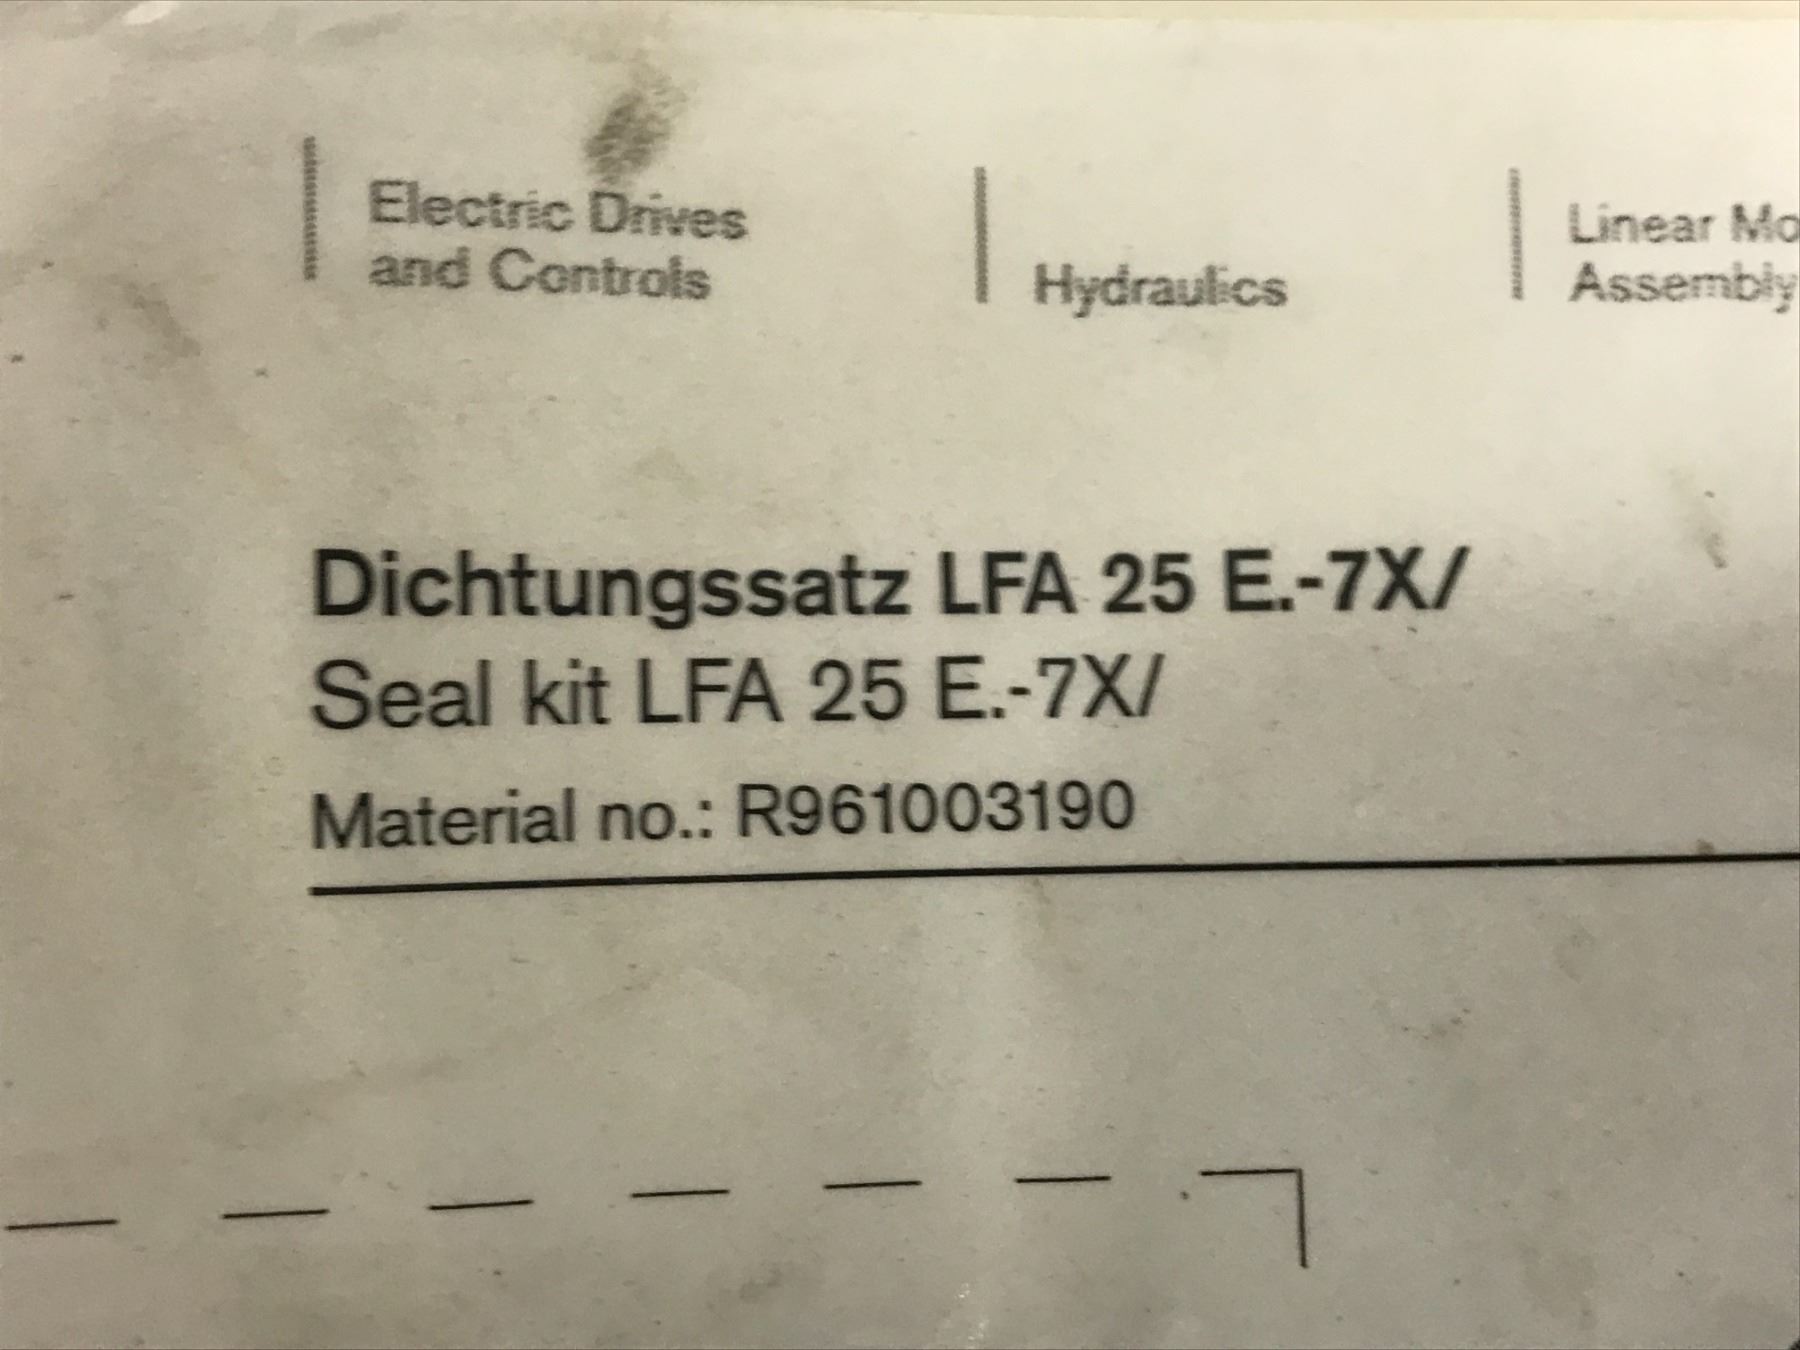 Electric Drives
and Controls
Hydraulics
Linear Mo
Assembly
Dichtungssatz LFA 25 E.-7X/
Seal kit LFA 25 E.-7X/
Material no.: R961003190